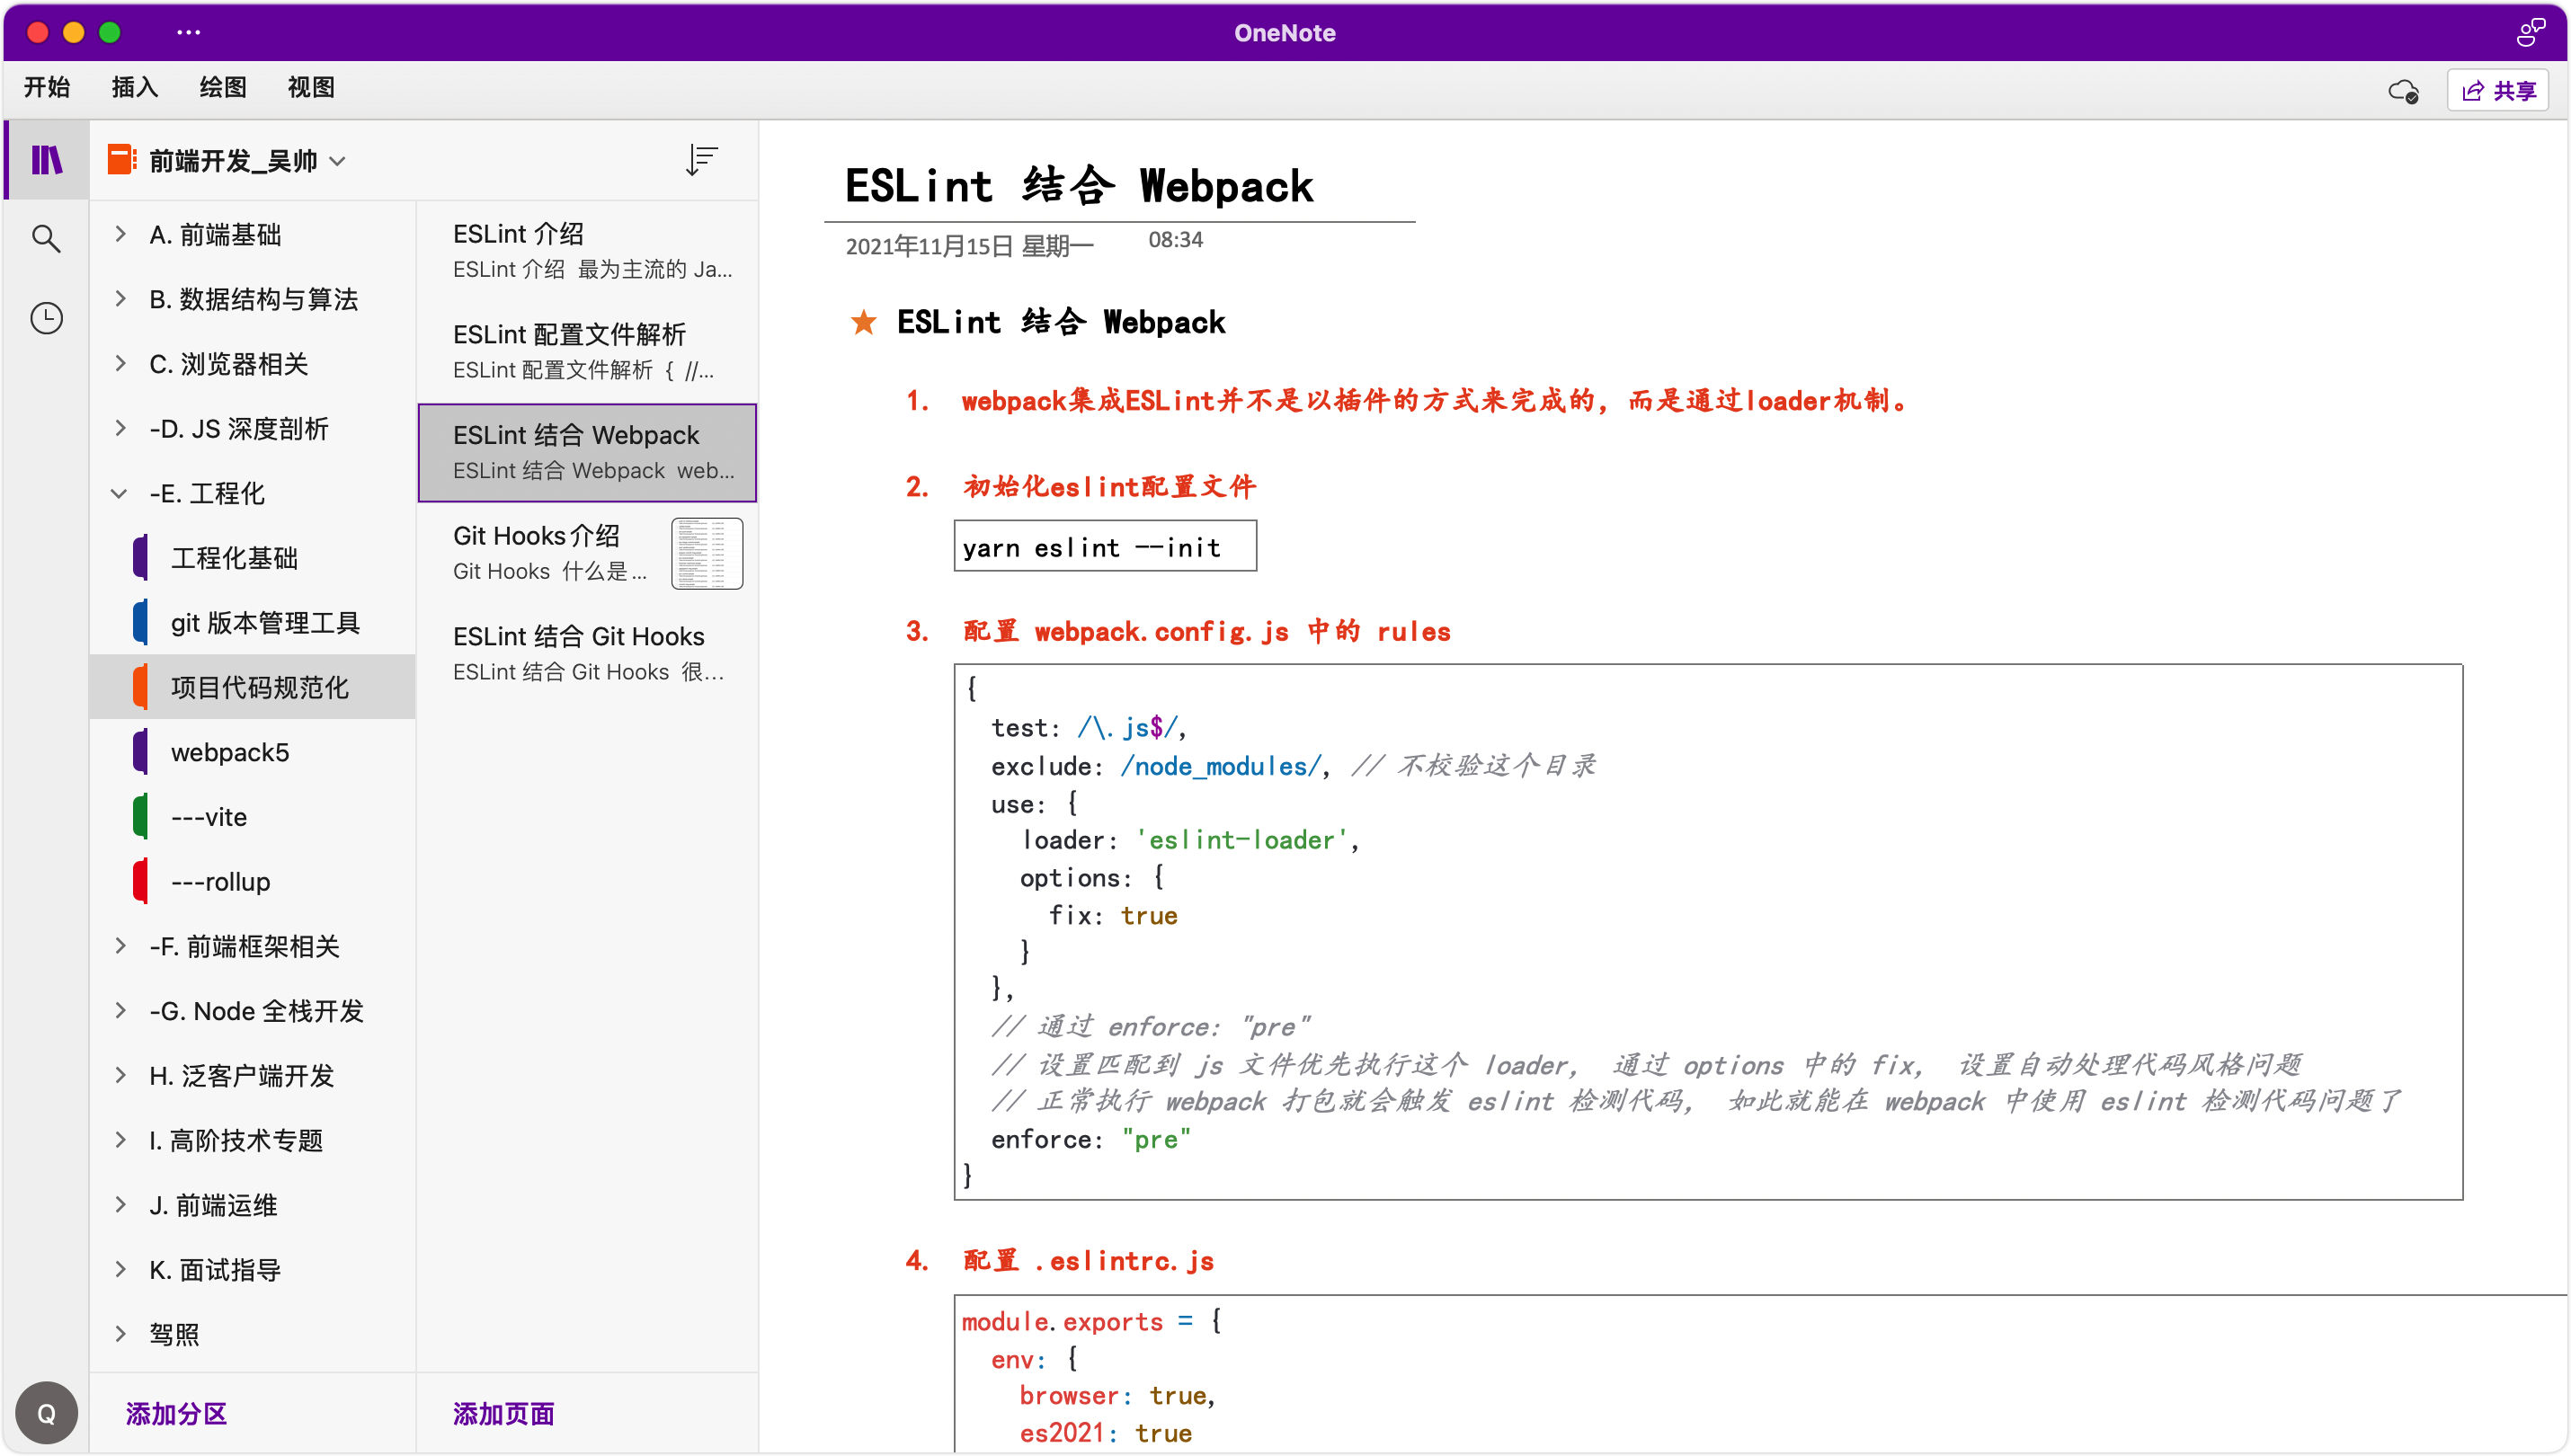 OneNote
开始
插入
绘图
视图
共享
前端开发_吴帅
A. 前端基础
B. 数据结构与算法
C. 浏览器相关
-D. JS 深度剖析
-E. 工程化
工程化基础
git 版本管理工具
项目代码规范化
webpack5
---vite
---rollup
-F. 前端框架相关
-G. Node 全栈开发
H. 泛客户端开发
I. 高阶技术专题
J. 前端运维
K. 面试指导
驾照
添加分区
Q
ESLint 介绍
ESLint 介绍 最为主流的 Ja...
ESLint 配置文件解析
ESLint 配置文件解析 { //...
ESLint 结合 Webpack
ESLint 结合 Webpack web...
Git Hooks介绍
Git Hooks 什么是...
ESLint 结合 Git Hooks
ESLint 结合 Git Hooks 很...
添加页面
ESLint 结合 Webpack
2021年11月15日 星期一 08:34
ESLint 结合 Webpack
1. webpack集成ESLint并不是以插件的方式来完成的，而是通过loader机制。
2. 初始化eslint配置文件
yarn eslint --init
3. 配置 webpack.config.js 中的 rules
{
test: /\.js$/,
exclude: /node_modules/, // 不校验这个目录
use: {
loader: 'eslint-loader',
options: {
fix: true
}
},
// 通过 enforce: "pre"
// 设置匹配到 js 文件优先执行这个 loader， 通过 options 中的 fix， 设置自动处理代码风格问题
// 正常执行 webpack 打包就会触发 eslint 检测代码， 如此就能在 webpack 中使用 eslint 检测代码问题了
enforce: "pre"
}
4. 配置 .eslintrc.js
module.exports = {
env: {
browser: true,
es2021: true